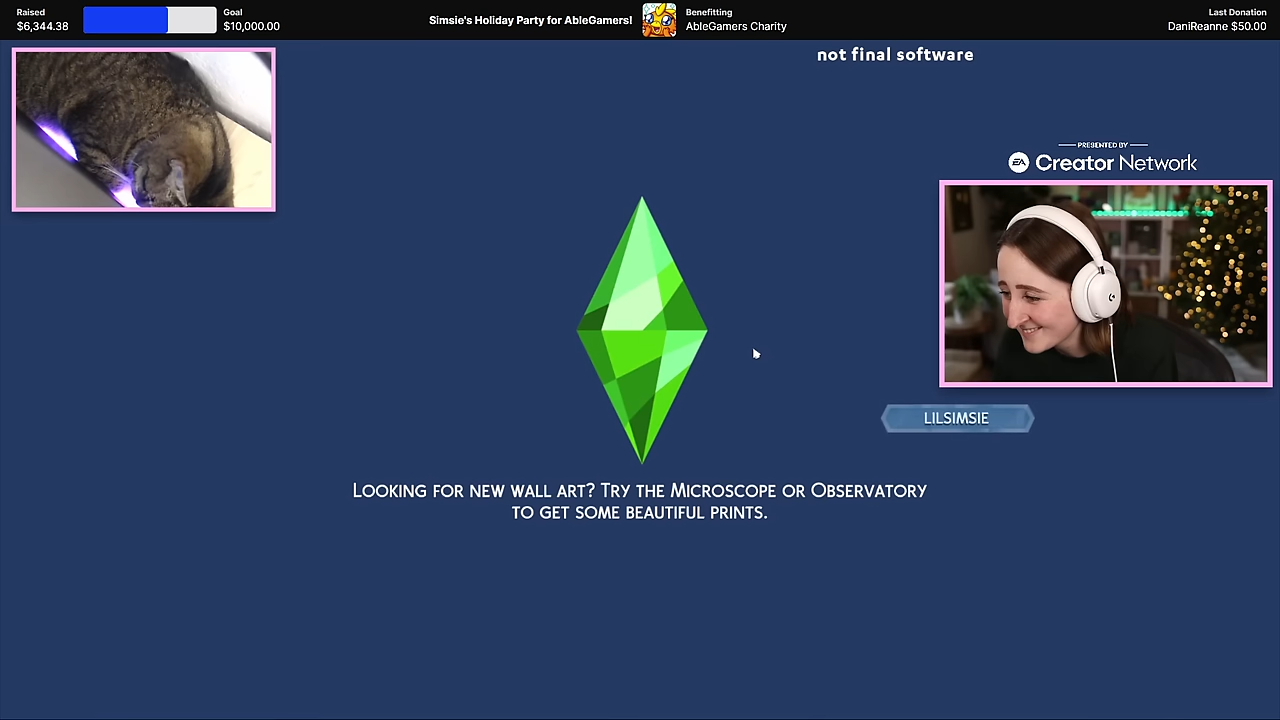 Raised
$6,344.38
Goal
$10,000.00
Simsie's Holiday Party for AbleGamers!
Benefitting
AbleGamers Charity
Last Donation
DaniReanne $50.00
not final software
PRESENTED BY
EA Creator Network
LILSIMSIE
LOOKING FOR NEW WALL ART? TRY THE MICROSCOPE OR OBSERVATORY
TO GET SOME BEAUTIFUL PRINTS.